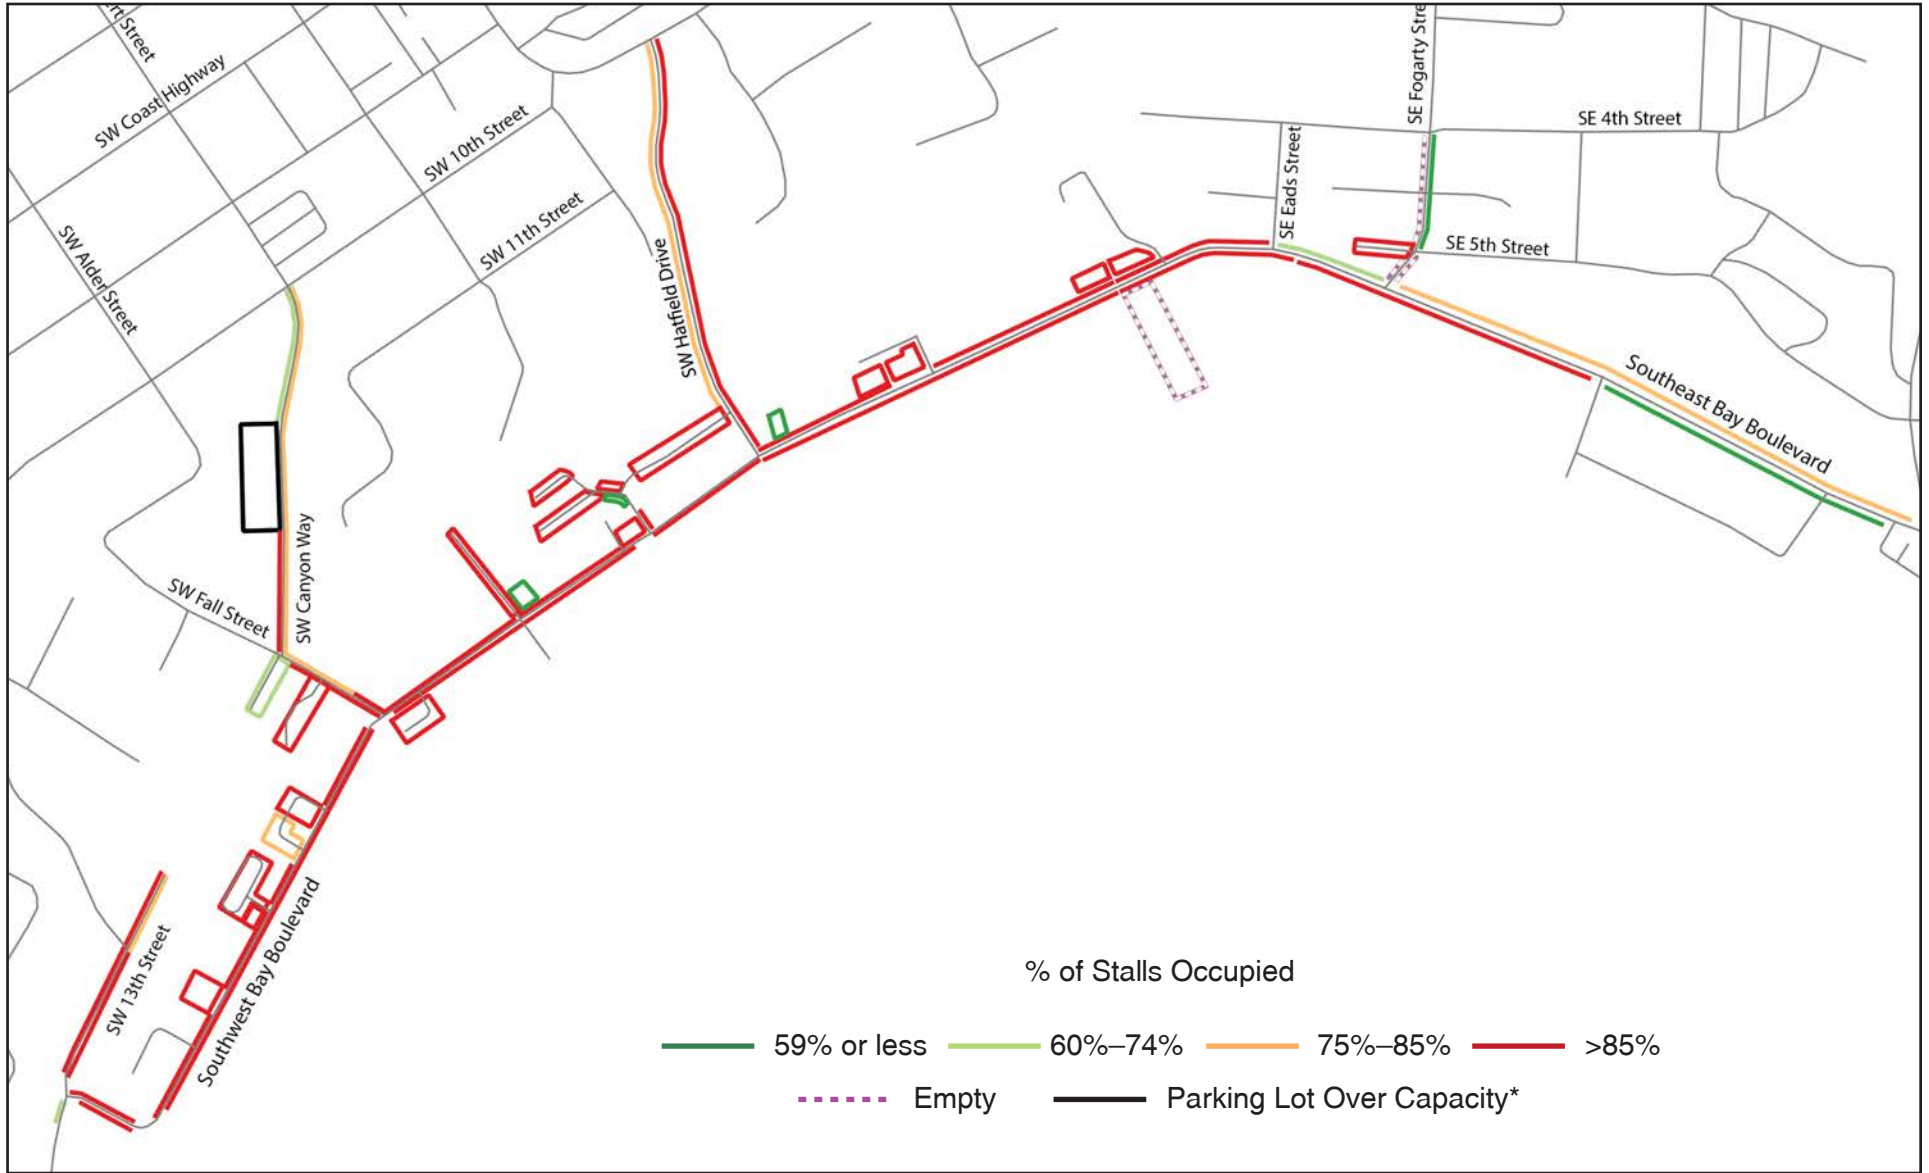 Street
SW Coast Highway
SW 10th Street
SW 11th Street
SW Alder Street
SW Hatfield Drive
SE Fogarty Stre
SE 4th Street
SE Eads Street
SE 5th Street
Southeast Bay Boulevard
SW Canyon Way
SW Fall Street
SW 13th Street
Southwest Bay Boulevard
% of Stalls Occupied
59% or less 60%–74% 75%–85% >85%
Empty Parking Lot Over Capacity*